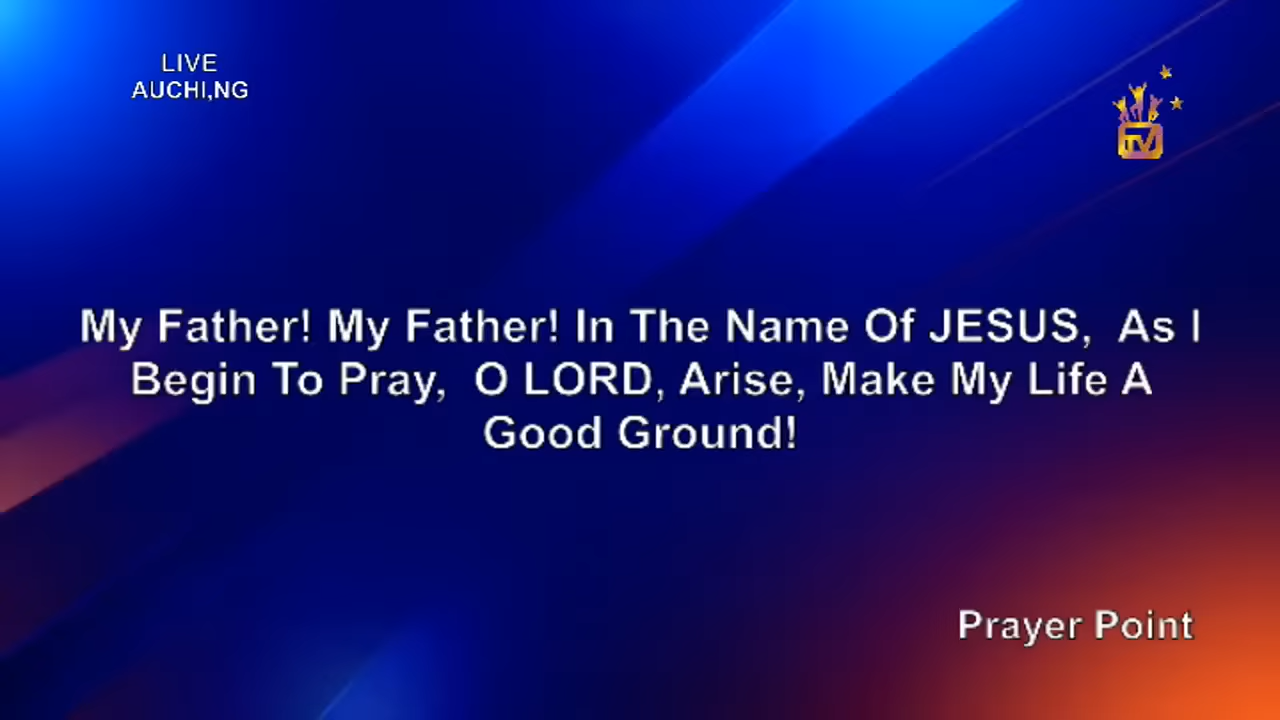 LIVE
AUCHI,NG
TV
My Father! My Father! In The Name Of JESUS,  As I
Begin To Pray,  O LORD, Arise, Make My Life A
Good Ground!
Prayer Point